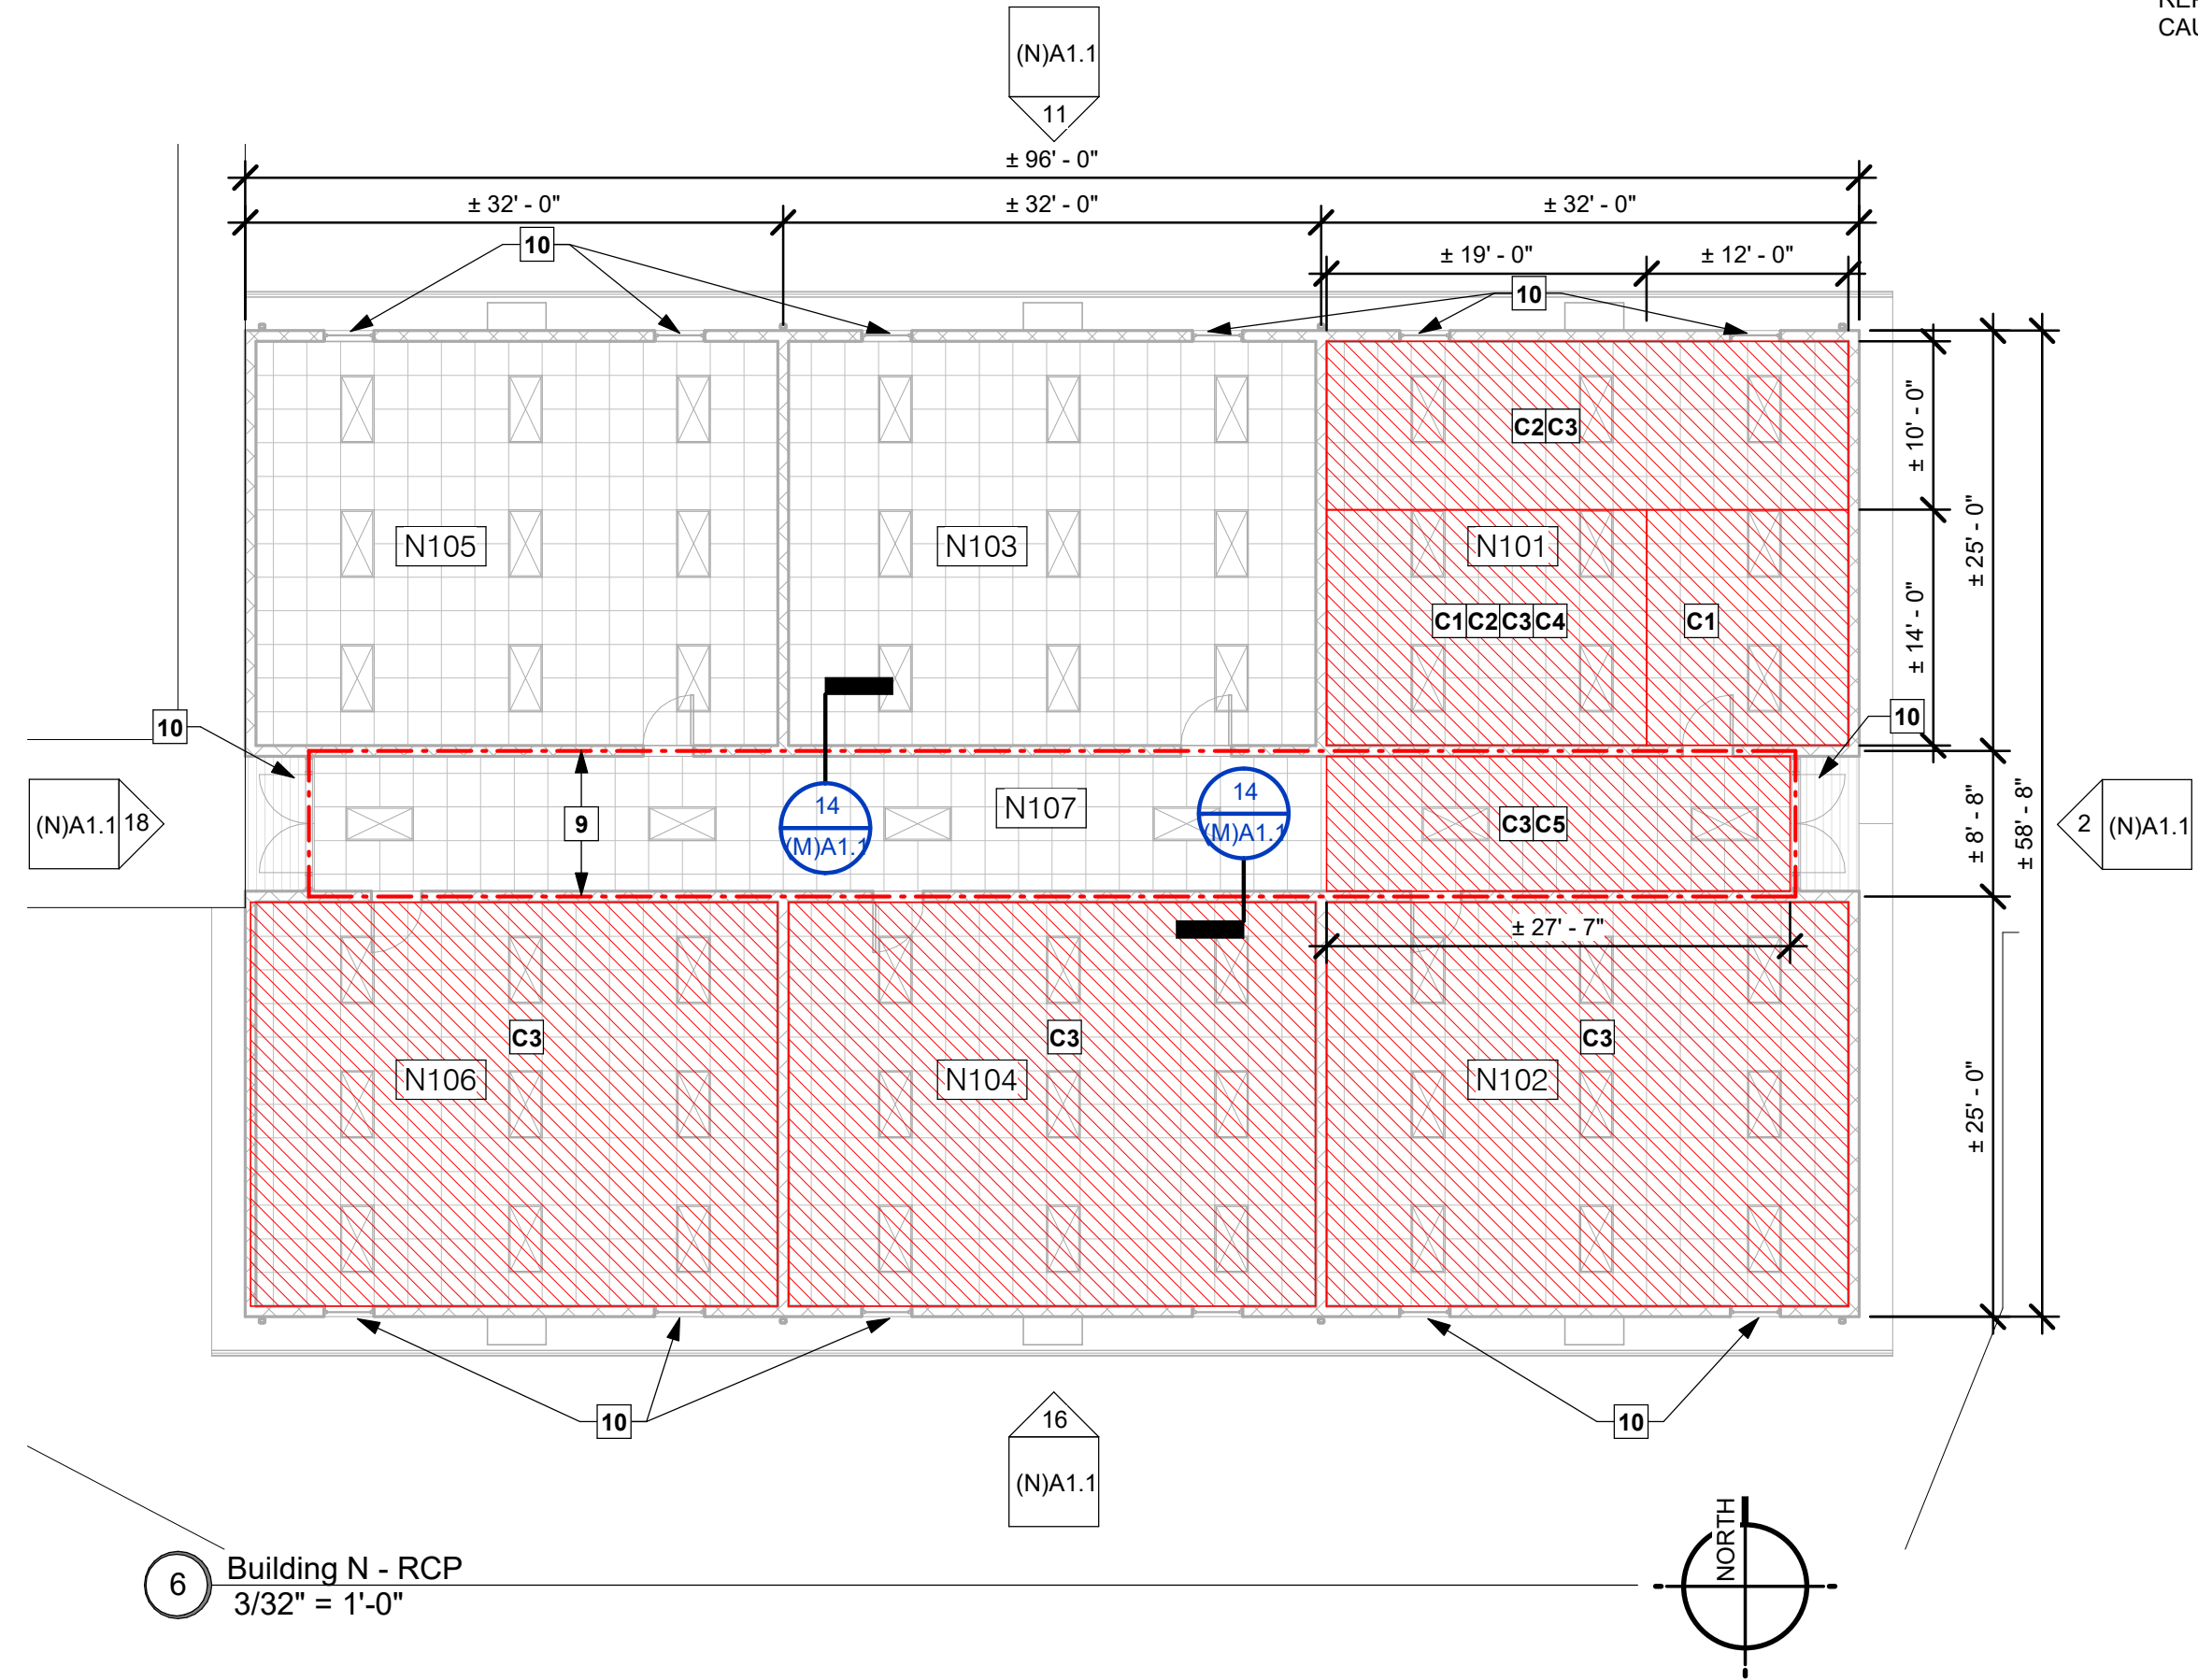 CAU
(N)A1.1
11
± 96' - 0"
± 32' - 0"
± 32' - 0"
± 32' - 0"
± 19' - 0"
± 12' - 0"
10
10
C2 C3
± 10' - 0"
N105
N103
N101
± 25' - 0"
C1 C2 C3 C4
C1
± 14' - 0"
10
10
(N)A1.1 18
9
14
(M)A1.1
N107
14
(M)A1.1
C3 C5
± 8' - 8"
± 58' - 8"
2 (N)A1.1
± 27' - 7"
C3
C3
C3
N106
N104
N102
± 25' - 0"
10
16
(N)A1.1
10
NORTH
6
Building N - RCP
3/32" = 1'-0"